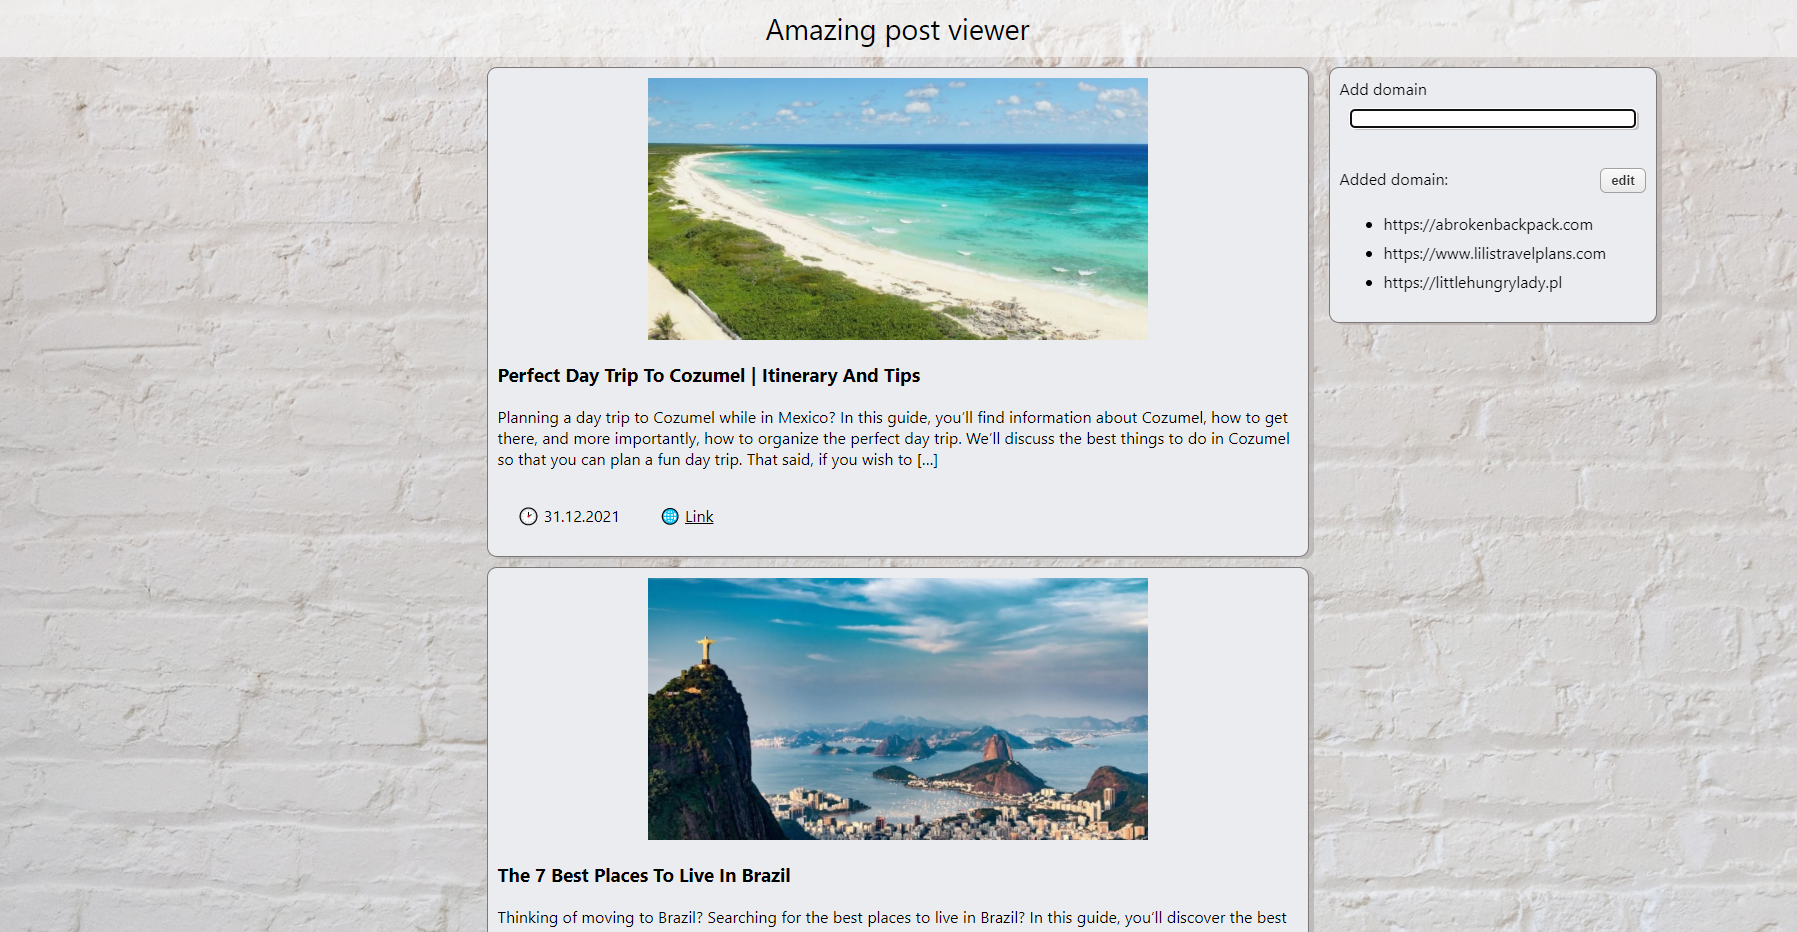 Amazing post viewer
Perfect Day Trip To Cozumel | Itinerary And Tips
Planning a day trip to Cozumel while in Mexico? In this guide, you’ll find information about Cozumel, how to get
there, and more importantly, how to organize the perfect day trip. We’ll discuss the best things to do in Cozumel
so that you can plan a fun day trip. That said, if you wish to […]
31.12.2021 Link
The 7 Best Places To Live In Brazil
Thinking of moving to Brazil? Searching for the best places to live in Brazil? In this guide, you’ll discover the best
Add domain
Added domain: edit
https://abrokenbackpack.com
https://www.lilistravelplans.com
https://littlehungrylady.pl